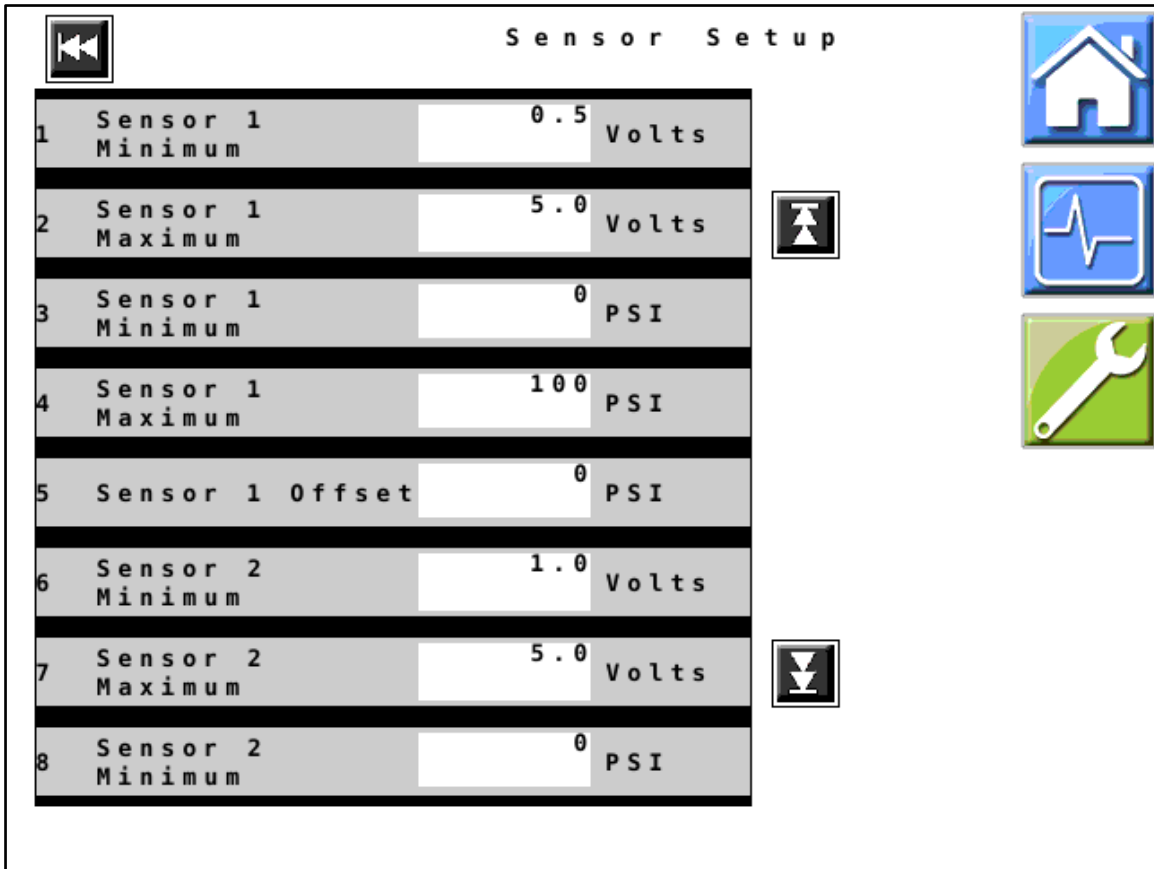 Sensor Setup
1 Sensor 1 Minimum 0.5 Volts
2 Sensor 1 Maximum 5.0 Volts
3 Sensor 1 Minimum 0 PSI
4 Sensor 1 Maximum 100 PSI
5 Sensor 1 Offset 0 PSI
6 Sensor 2 Minimum 1.0 Volts
7 Sensor 2 Maximum 5.0 Volts
8 Sensor 2 Minimum 0 PSI